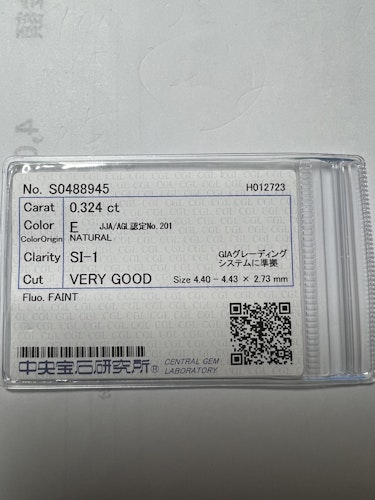 No. S0488945 H012723
Carat 0.324 ct
Color E JJA/AGL認定No.201
ColorOrigin NATURAL
Clarity SI-1 GIAグレーディング
システムに準拠
Cut VERY GOOD Size 4.40 - 4.43 × 2.73 mm
Fluo. FAINT
中央宝石研究所® CENTRAL GEM
LABORATORY